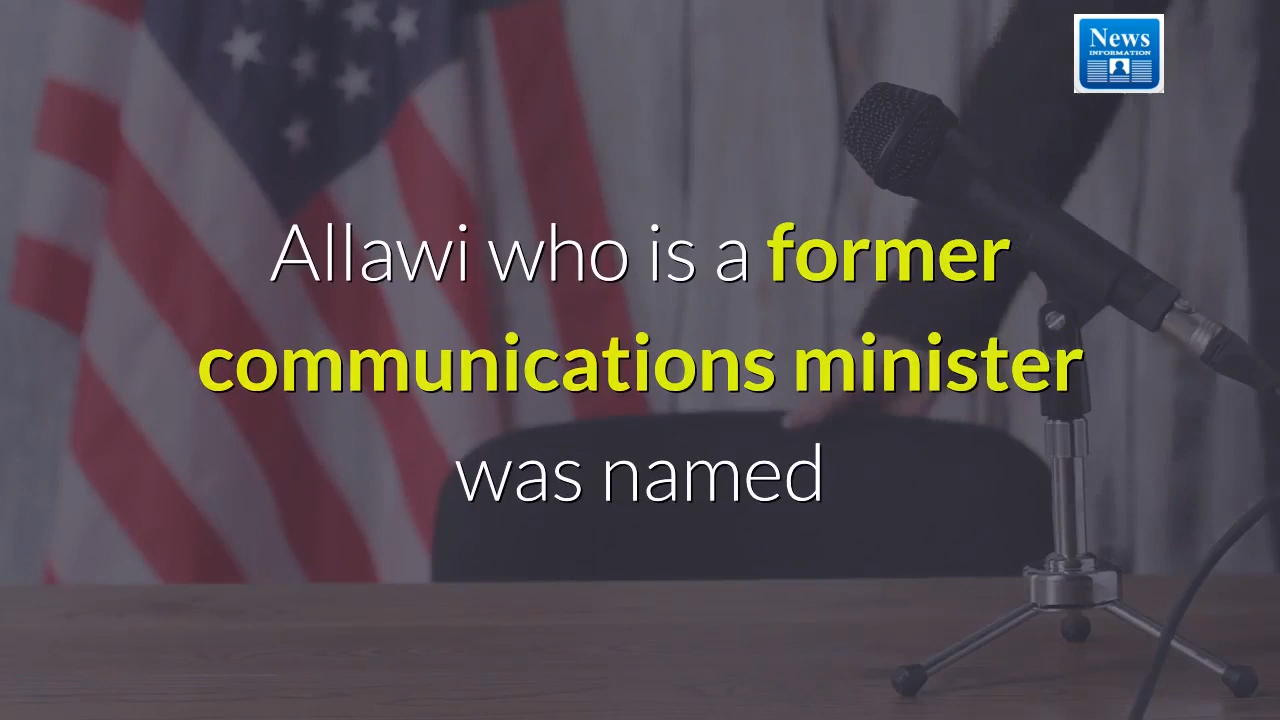 News
INFORMATION
Allawi who is a former
communications minister
was named